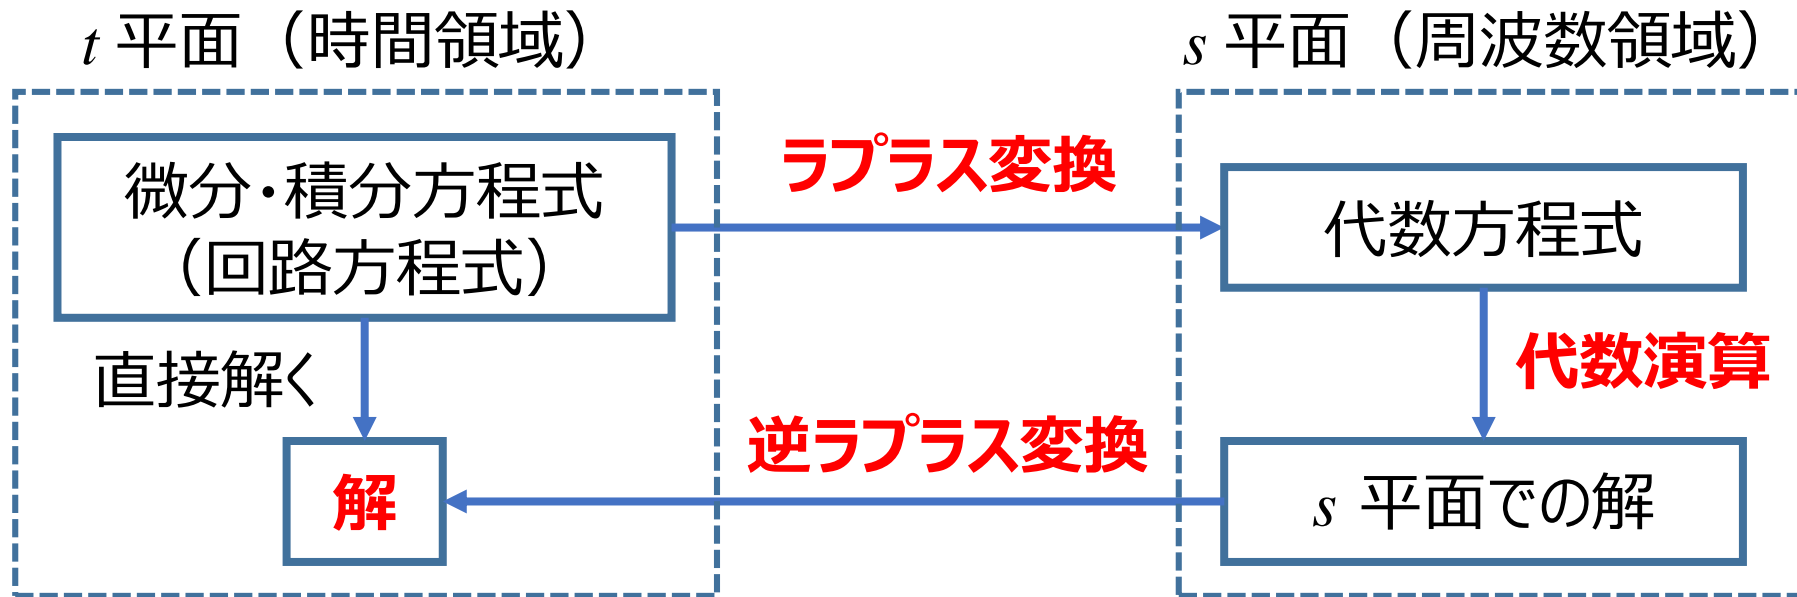 t 平面（時間領域）
s 平面（周波数領域）
微分・積分方程式
（回路方程式）
ラプラス変換
代数方程式
直接解く
代数演算
逆ラプラス変換
解
s 平面での解